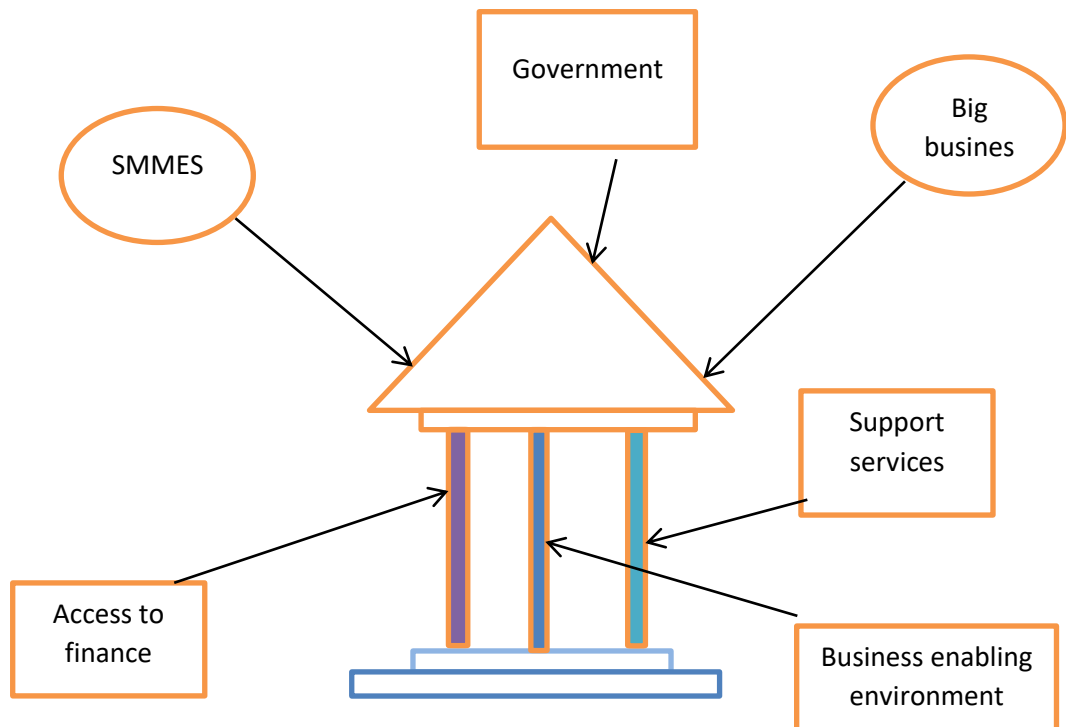 Government
Big
busines
SMMES
Support
services
Access to
finance
Business enabling
environment